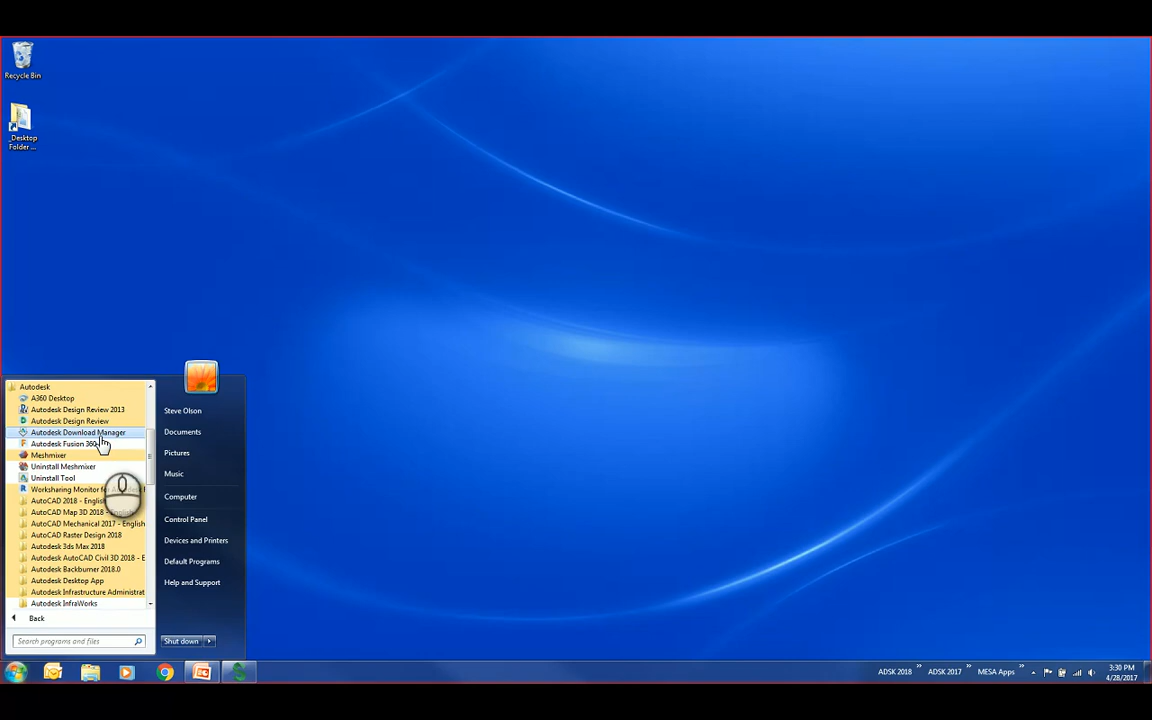 Recycle Bin
_Desktop
Folder ...
Autodesk
A360 Desktop
Autodesk Design Review 2013
Autodesk Design Review
Autodesk Download Manager
Autodesk Fusion 360
Meshmixer
Uninstall Meshmixer
Uninstall Tool
Worksharing Monitor for
AutoCAD 2018 - English
AutoCAD Map 3D 2018 -
AutoCAD Mechanical 2017 - English
AutoCAD Raster Design 2018
Autodesk 3ds Max 2018
Autodesk AutoCAD Civil 3D 2018 - E
Autodesk Backburner 2018.0
Autodesk Desktop App
Autodesk Infrastructure Administrat
Autodesk InfraWorks
Back
Search programs and files
Steve Olson
Documents
Pictures
Music
Computer
Control Panel
Devices and Printers
Default Programs
Help and Support
Shut down
ADSK 2018 » ADSK 2017 » MESA Apps »
3:30 PM
4/28/2017